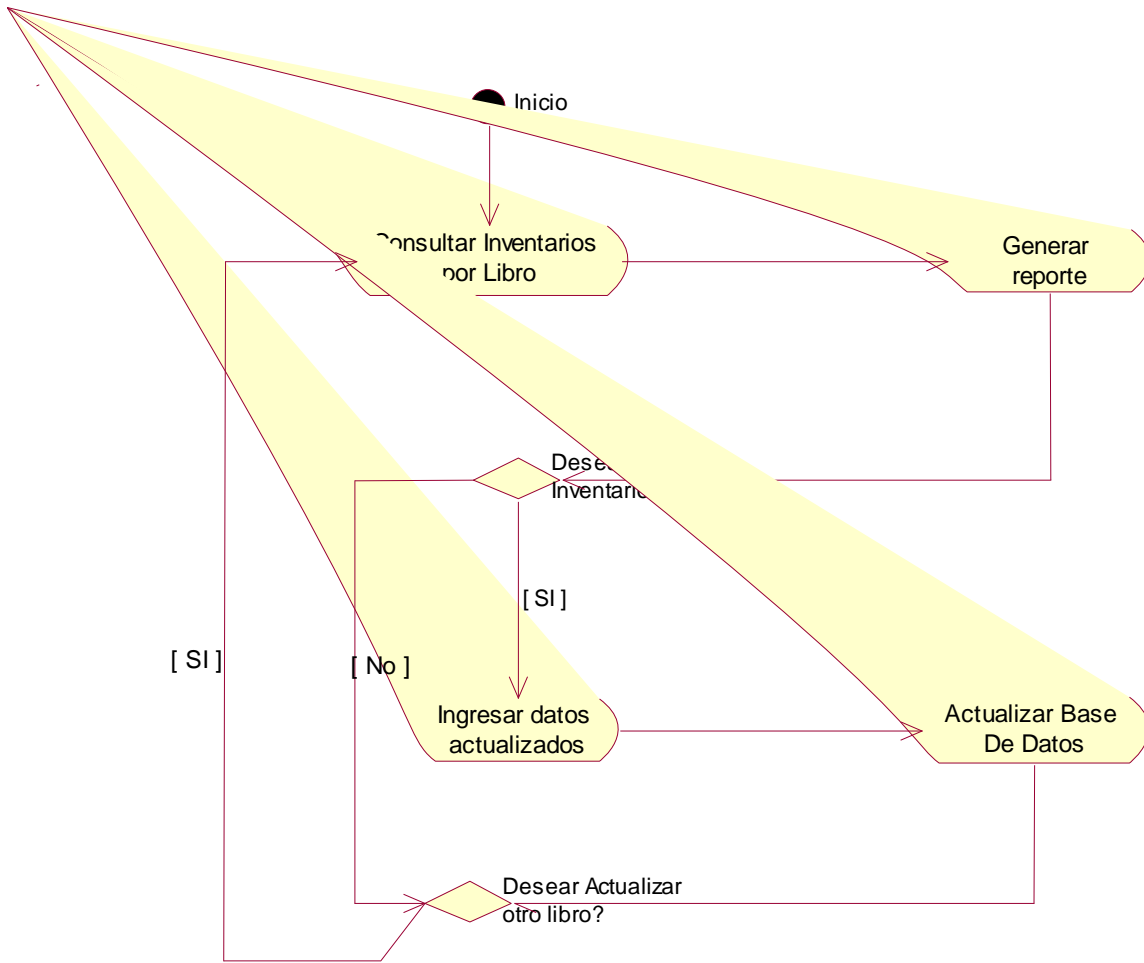 Inicio
Consultar Inventarios
por Libro
Generar
reporte
Inventario
[ SI ]
[ SI ]
[ No ]
Ingresar datos
actualizados
Actualizar Base
De Datos
Desear Actualizar
otro libro?